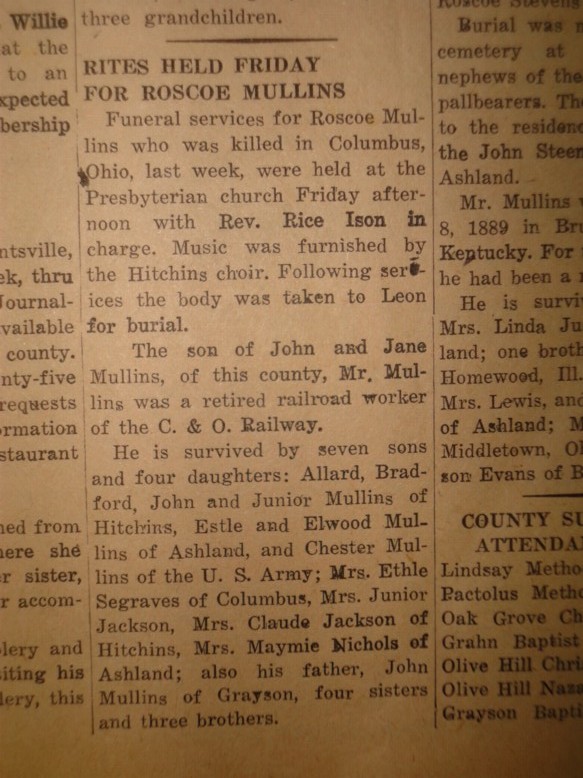 Willie
at the
to an
xpected
bership
ntsville,
ek, thru
Journal-
vailable
county.
nty-five
requests
ormation
staurant
ned from
here she
r sister,
r accom-
lery and
siting his
lery, this
three grandchildren.
RITES HELD FRIDAY
FOR ROSCOE MULLINS
Funeral services for Roscoe Mul-
lins who was killed in Columbus,
Ohio, last week, were held at the
Presbyterian church Friday after-
noon with Rev. Rice Ison in
charge. Music was furnished by
the Hitchins choir. Following serv-
ices the body was taken to Leon
for burial.
The son of John and Jane
Mullins, of this county, Mr. Mul-
lins was a retired railroad worker
of the C. & O. Railway.
He is survived by seven sons
and four daughters: Allard, Brad-
ford, John and Junior Mullins of
Hitchins, Estle and Elwood Mul-
lins of Ashland, and Chester Mul-
lins of the U. S. Army; Mrs. Ethle
Segraves of Columbus, Mrs. Junior
Jackson, Mrs. Claude Jackson of
Hitchins, Mrs. Maymie Nichols of
Ashland; also his father, John
Mullins of Grayson, four sisters
and three brothers.
Roscoe Stevens
Burial was
cemetery at
nephews of the
pallbearers. Th
to the residenc
the John Steen
Ashland.
Mr. Mullins
8, 1889 in Br
Kentucky. For
he had been a
He is survi
Mrs. Linda Ju
land; one broth
Homewood, Ill.
Mrs. Lewis, and
of Ashland; M
Middletown, O
son Evans of B
COUNTY SU
ATTENDA
Lindsay Metho
Pactolus Metho
Oak Grove Ch
Grahn Baptist
Olive Hill Chri
Olive Hill Naza
Grayson Bapti